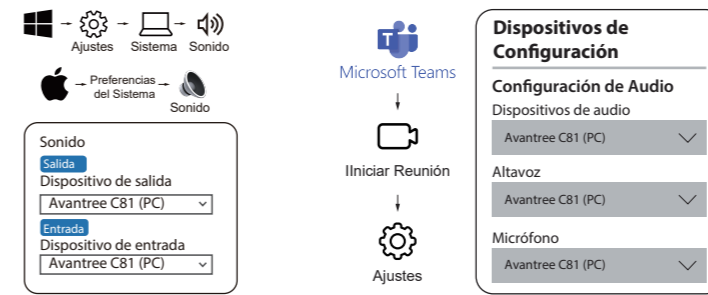 Ajustes Sistema Sonido
Preferencias
del Sistema
Sonido
Sonido
Salida
Dispositivo de salida
Avantree C81 (PC)
Entrada
Dispositivo de entrada
Avantree C81 (PC)
T
Microsoft Teams
IIniciar Reunión
Ajustes
Dispositivos de
Configuración
Configuración de Audio
Dispositivos de audio
Avantree C81 (PC)
Altavoz
Avantree C81 (PC)
Micrófono
Avantree C81 (PC)